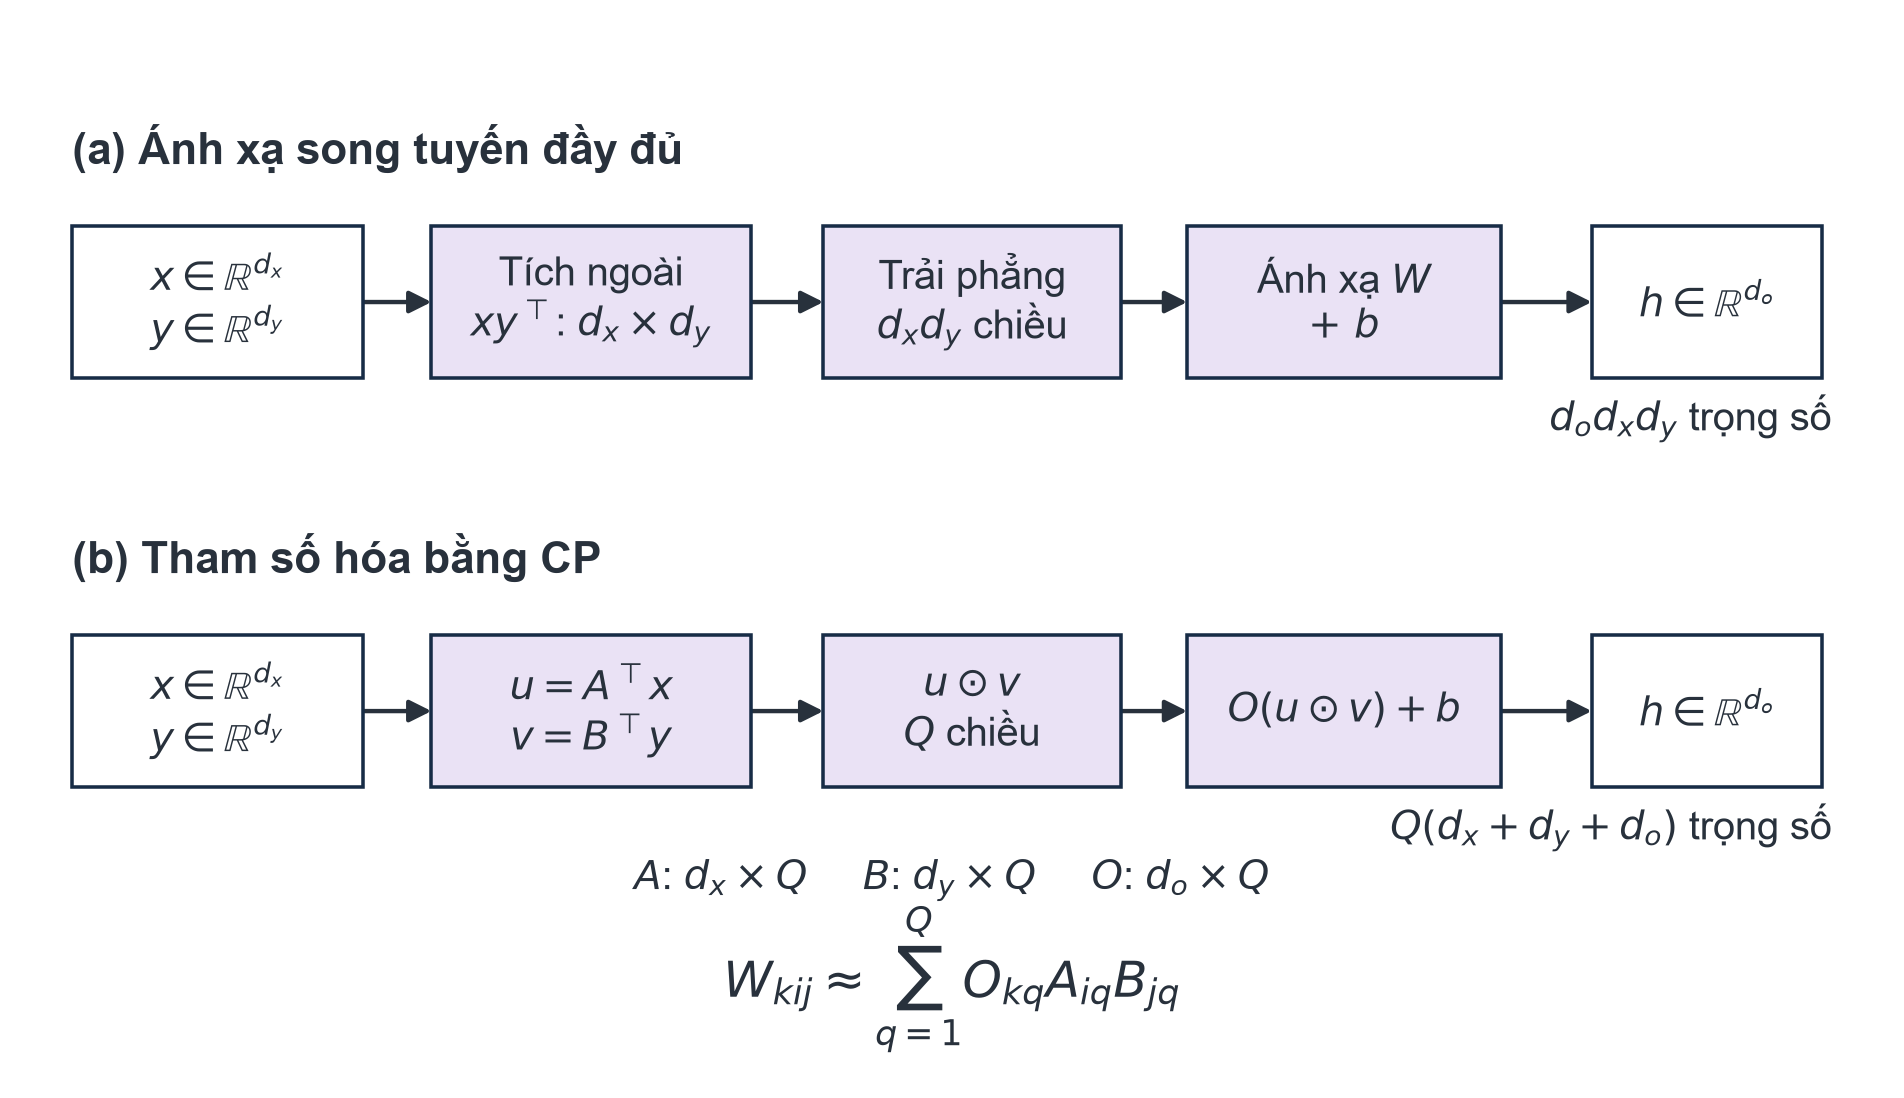 (a) Ánh xạ song tuyến đầy đủ
x ∈ ℝ^{d_x}
y ∈ ℝ^{d_y}
Tích ngoài
xy^⊤: d_x × d_y
Trải phẳng
d_x d_y chiều
Ánh xạ W
+ b
h ∈ ℝ^{d_o}
d_o d_x d_y trọng số
(b) Tham số hóa bằng CP
x ∈ ℝ^{d_x}
y ∈ ℝ^{d_y}
u = A^⊤ x
v = B^⊤ y
u ⊙ v
Q chiều
O(u ⊙ v) + b
h ∈ ℝ^{d_o}
Q(d_x + d_y + d_o) trọng số
A: d_x × Q B: d_y × Q O: d_o × Q
W_{kij} ≈ ∑_{q=1}^{Q} O_{kq} A_{iq} B_{jq}